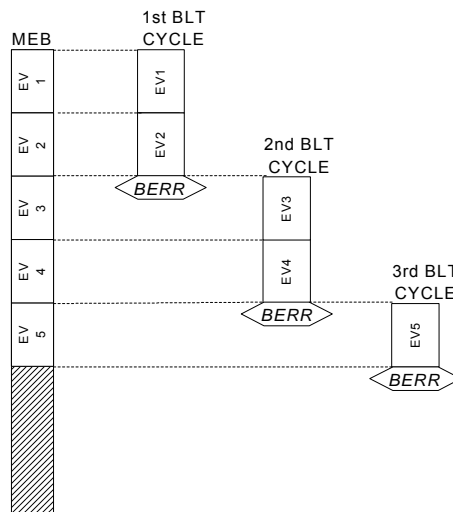 1st BLT
CYCLE
MEB
EV 1
EV1
EV 2
EV2
BERR
2nd BLT
CYCLE
EV 3
EV3
EV 4
EV4
BERR
3rd BLT
CYCLE
EV 5
EV5
BERR